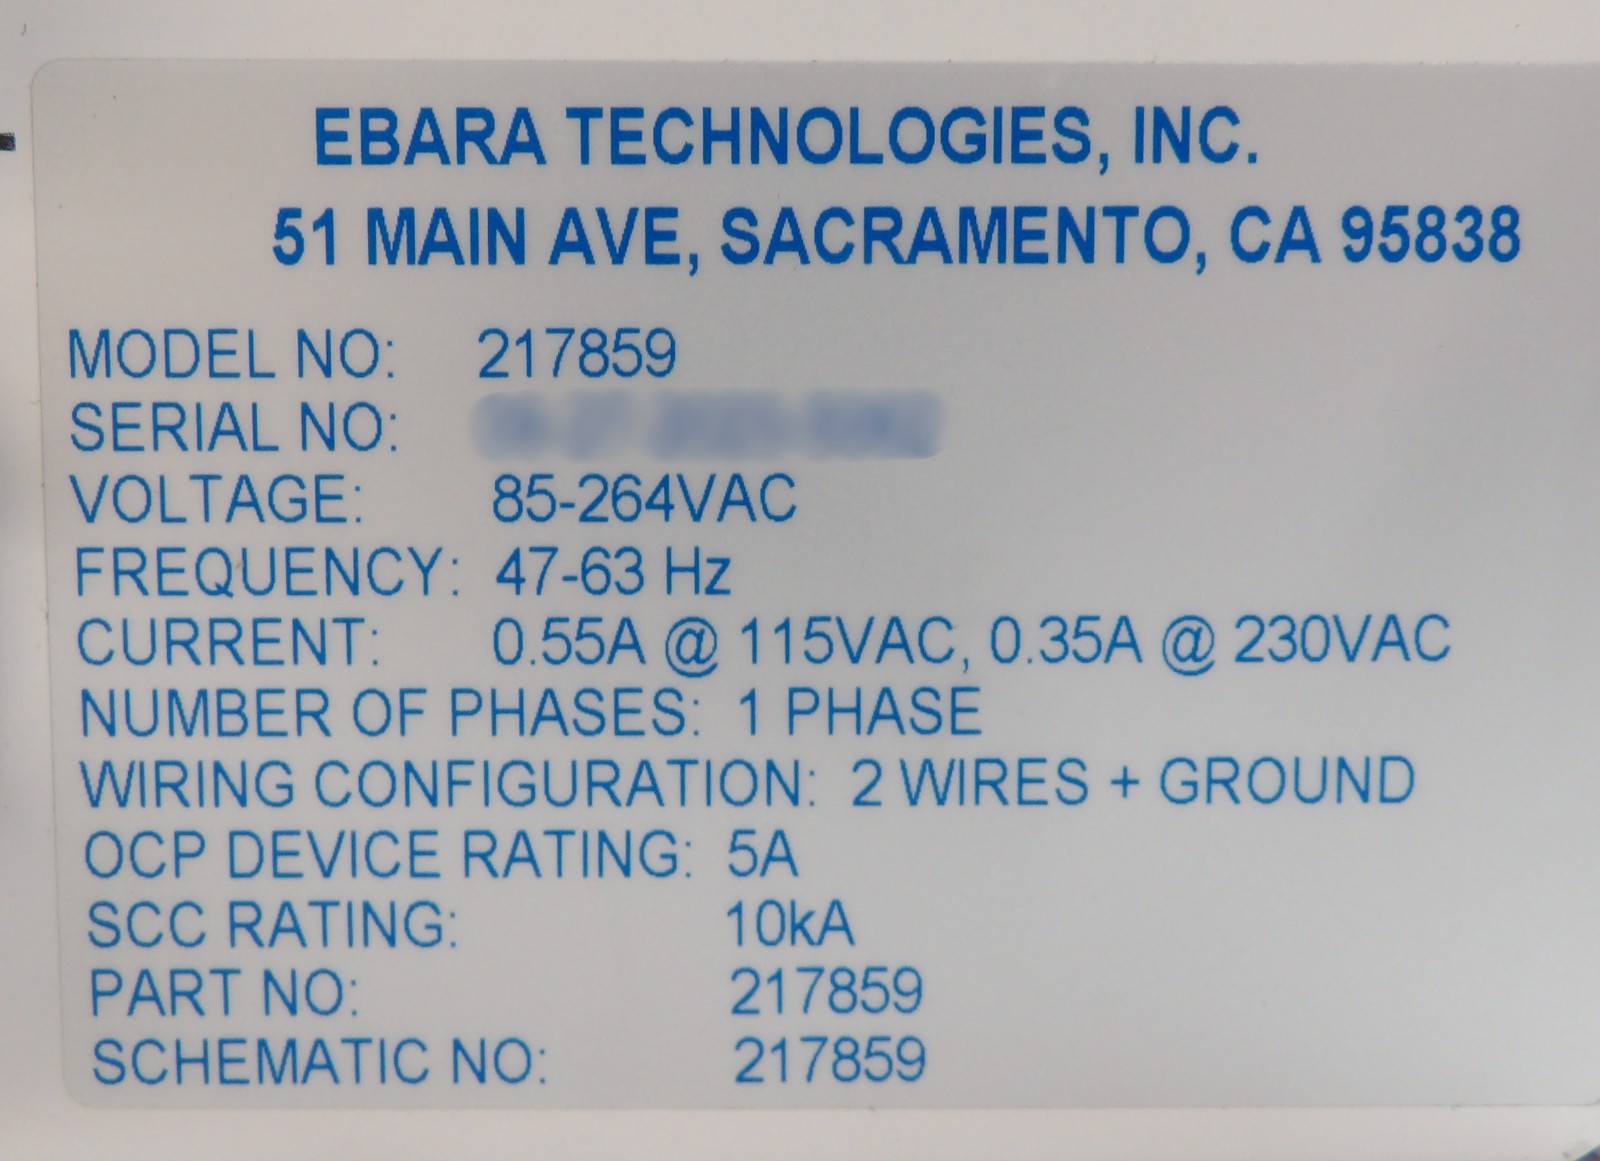 EBARA TECHNOLOGIES, INC.
51 MAIN AVE, SACRAMENTO, CA 95838
MODEL NO: 217859
SERIAL NO:
VOLTAGE: 85-264VAC
FREQUENCY: 47-63 Hz
CURRENT: 0.55A @ 115VAC, 0.35A @ 230VAC
NUMBER OF PHASES: 1 PHASE
WIRING CONFIGURATION: 2 WIRES + GROUND
OCP DEVICE RATING: 5A
SCC RATING: 10kA
PART NO: 217859
SCHEMATIC NO: 217859